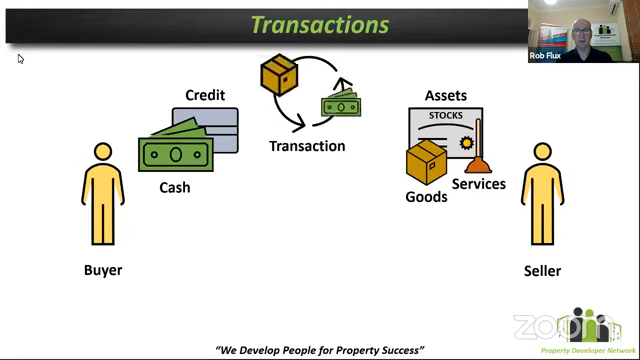 Transactions
Rob Flux
Credit
Assets
STOCKS
Transaction
Cash
Services
Goods
Buyer
Seller
zoom
Property Developer Network
“We Develop People for Property Success”